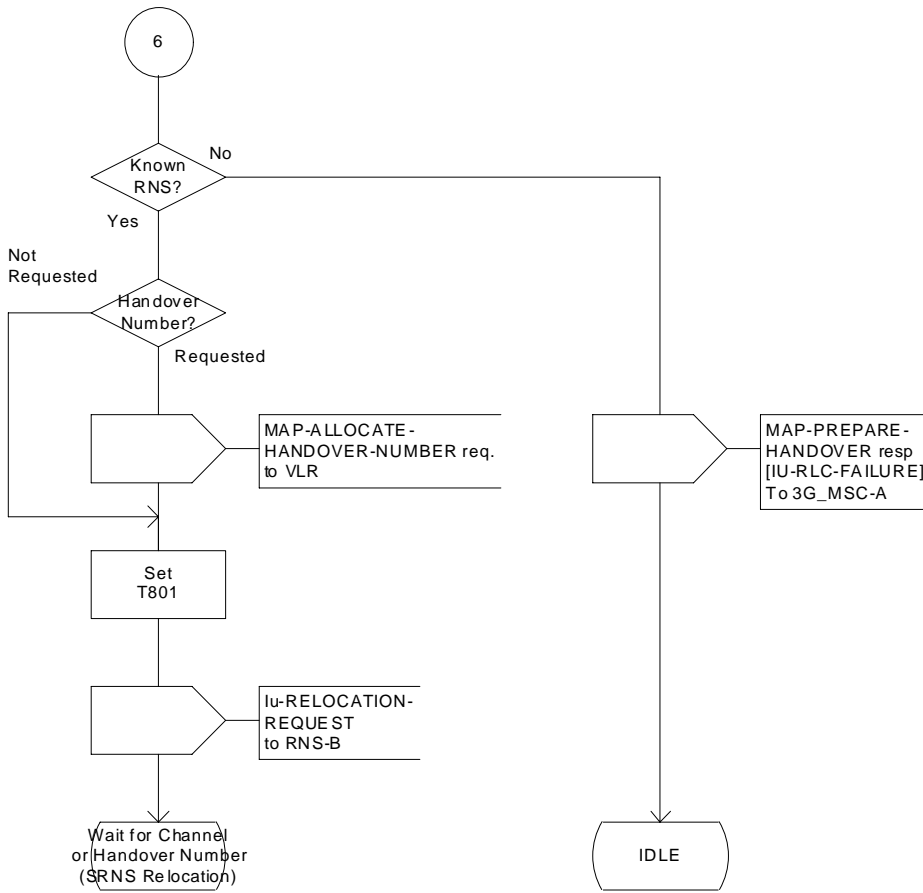 6
Known
RNS?
No
Yes
Not
Requested
Handover
Number?
Requested
MAP-ALLOCATE-
HANDOVER-NUMBER req.
to VLR
MAP-PREPARE-
HANDOVER resp
[IU-RLC-FAILURE]
To 3G_MSC-A
Set
T801
Iu-RELOCATION-
REQUEST
to RNS-B
Wait for Channel
or Handover Number
(SRNS Relocation)
IDLE